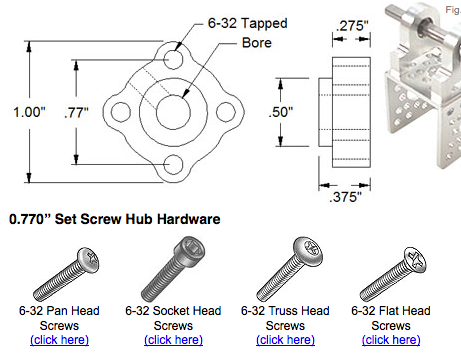 Fig.
6-32 Tapped
Bore
.275"
1.00"
.77"
.50"
.375"
0.770" Set Screw Hub Hardware
6-32 Pan Head
Screws
(click here)
6-32 Socket Head
Screws
(click here)
6-32 Truss Head
Screws
(click here)
6-32 Flat Head
Screws
(click here)